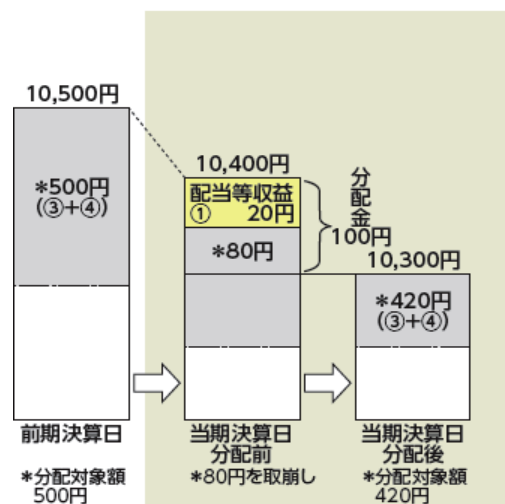 10,500円
*500円
(③+④)
前期決算日
*分配対象額
500円
10,400円
配当等収益
① 20円
*80円
分配金
100円
当期決算日
分配前
*80円を取崩し
10,300円
*420円
(③+④)
当期決算日
分配後
*分配対象額
420円